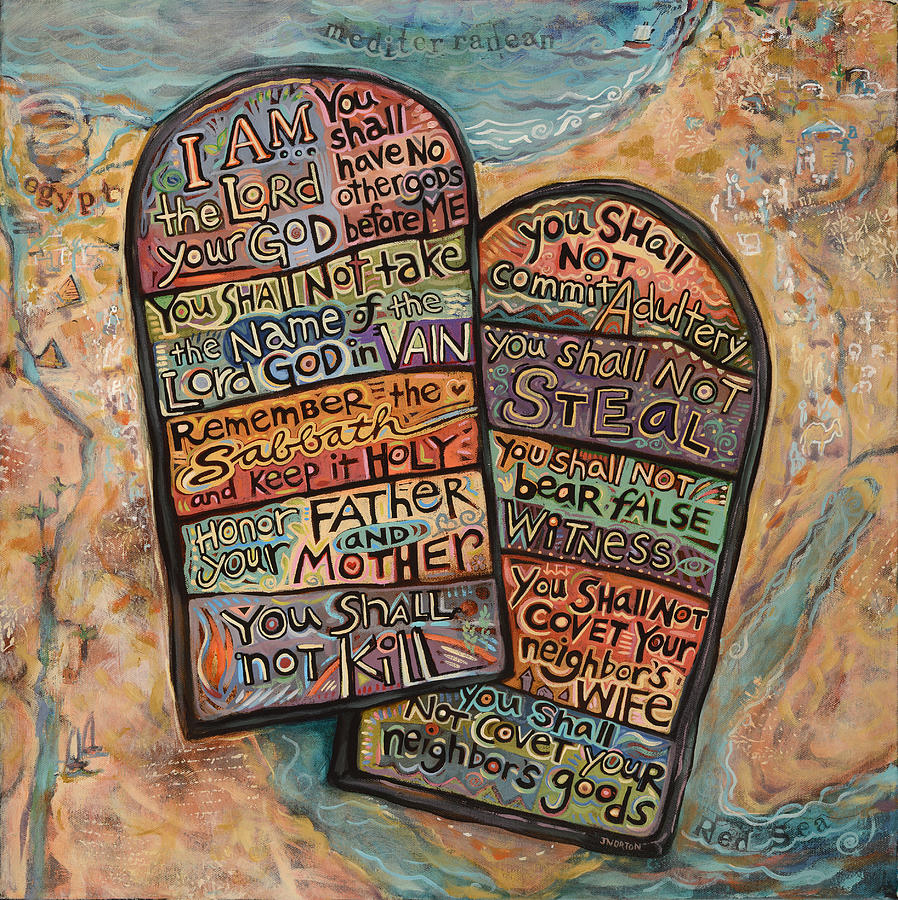 mediterranean
egypt
I AM...
the LORD
your GOD
You
shall
have NO
other gods
before ME
You SHALL NOT take
the Name of the
Lord GOD in VAIN
Remember the
Sabbath
and keep it HOLY
Honor
your
FATHER
AND
MOTHER
You Shall
not Kill
you SHall
NOT
commit Adultery
you shall NOT
STEAL
You shall NOT
bear false
WITNESS
You Shall NOT
COVET Your
neighbor's
WIFE
you Shall
Not Covet Your
neighbor's goods
JNORTON
Red Sea